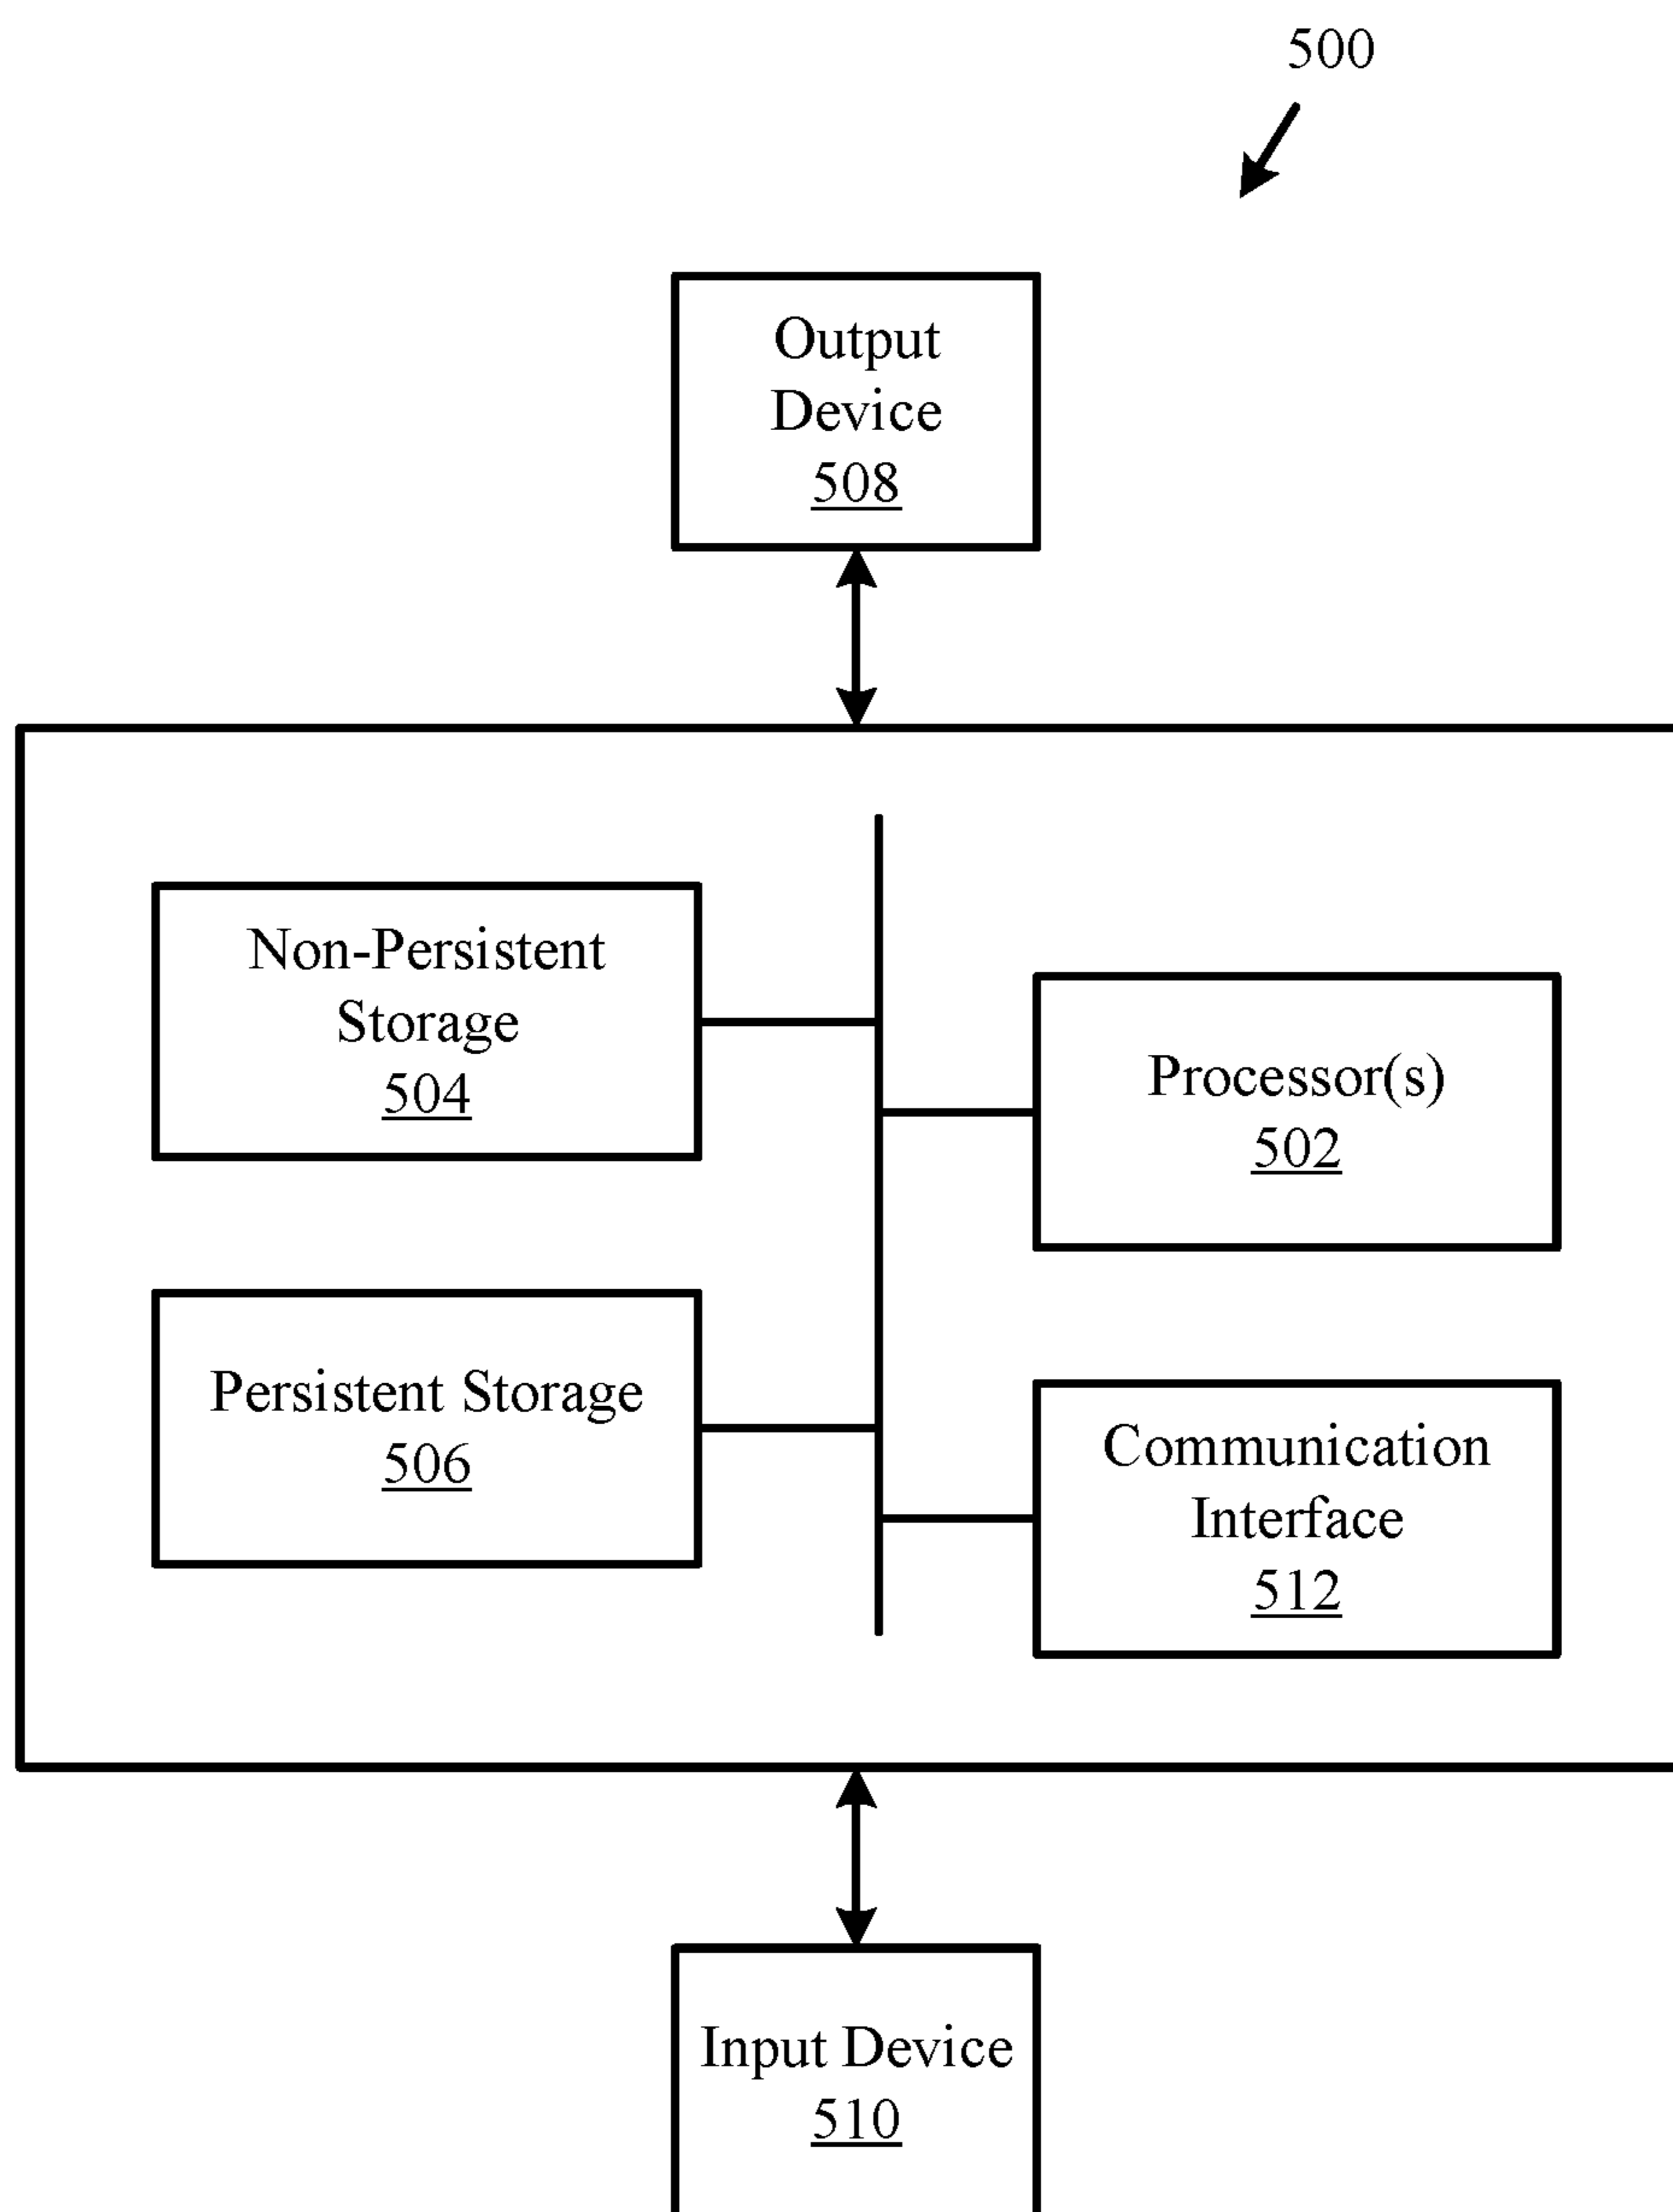 500
Output
Device
508
Non-Persistent
Storage
504
Processor(s)
502
Persistent Storage
506
Communication
Interface
512
Input Device
510